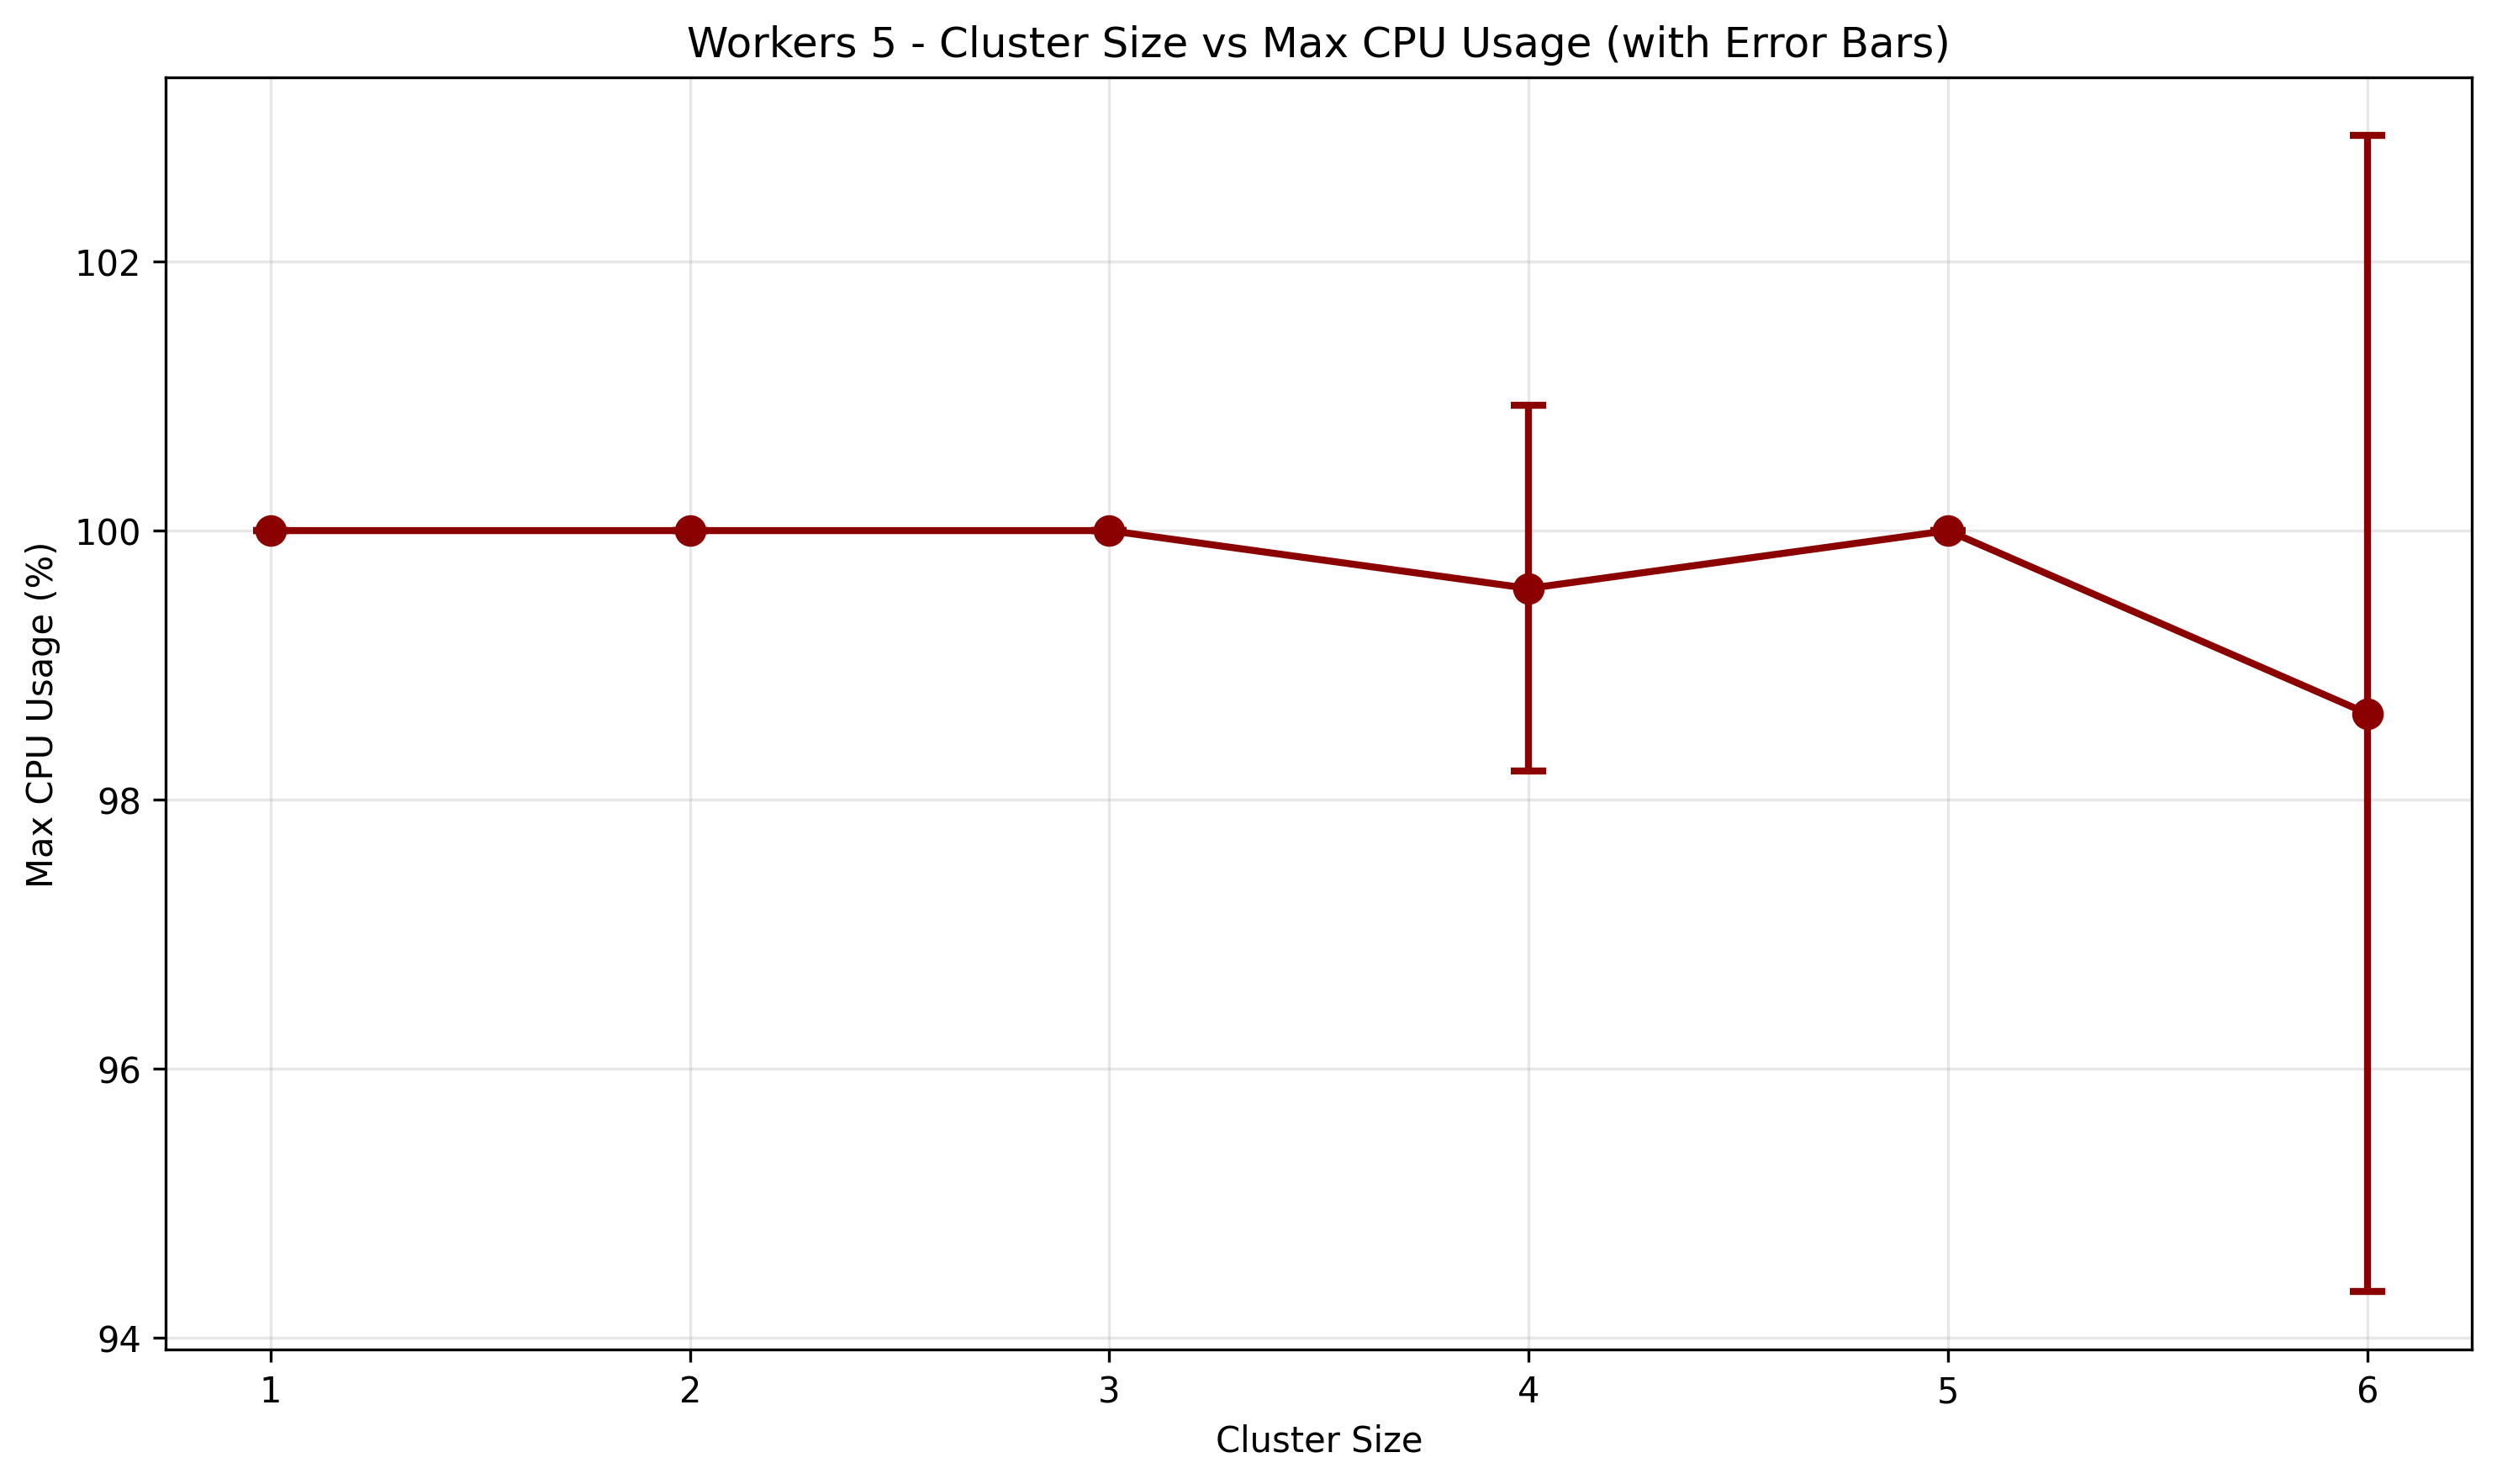 Workers 5 - Cluster Size vs Max CPU Usage (with Error Bars)
Max CPU Usage (%)
102
100
98
96
94
1 2 3 4 5 6
Cluster Size